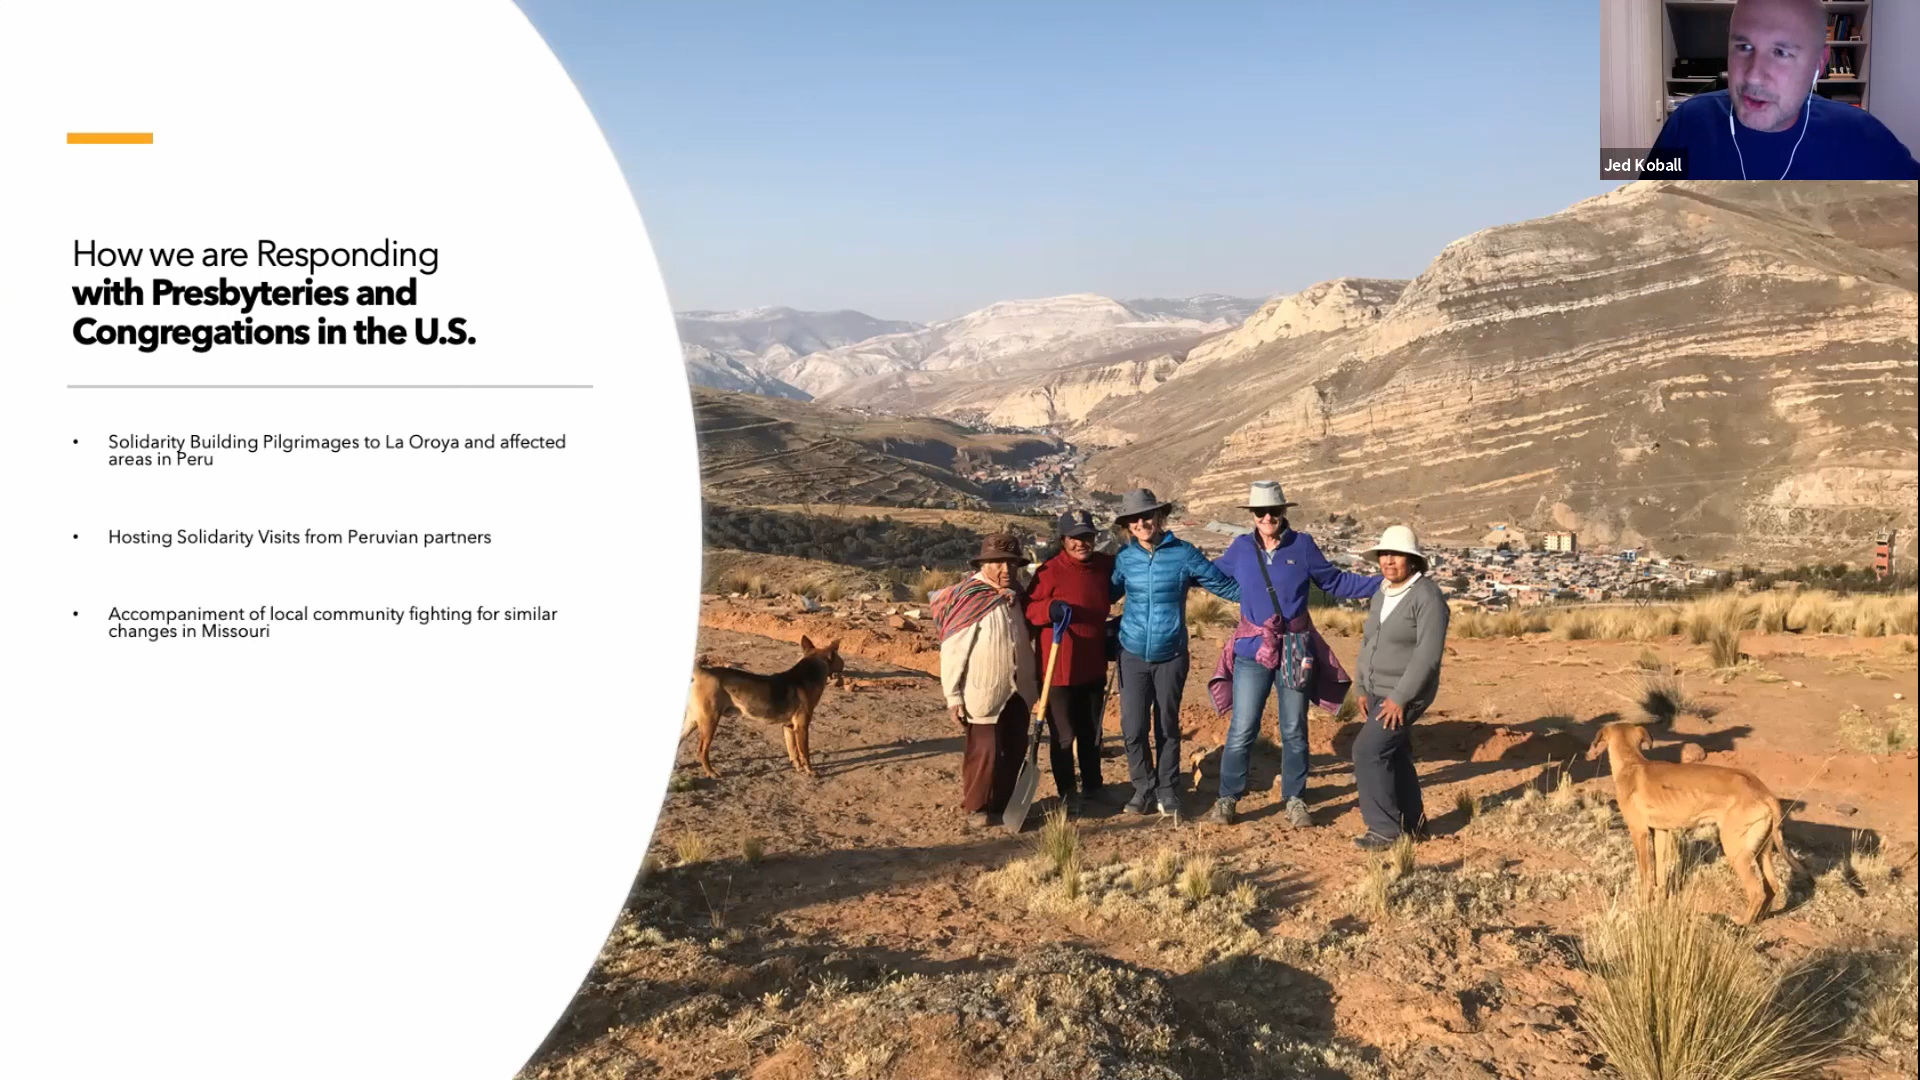 Jed Koball
How we are Responding
with Presbyteries and
Congregations in the U.S.
• Solidarity Building Pilgrimages to La Oroya and affected
areas in Peru
• Hosting Solidarity Visits from Peruvian partners
• Accompaniment of local community fighting for similar
changes in Missouri